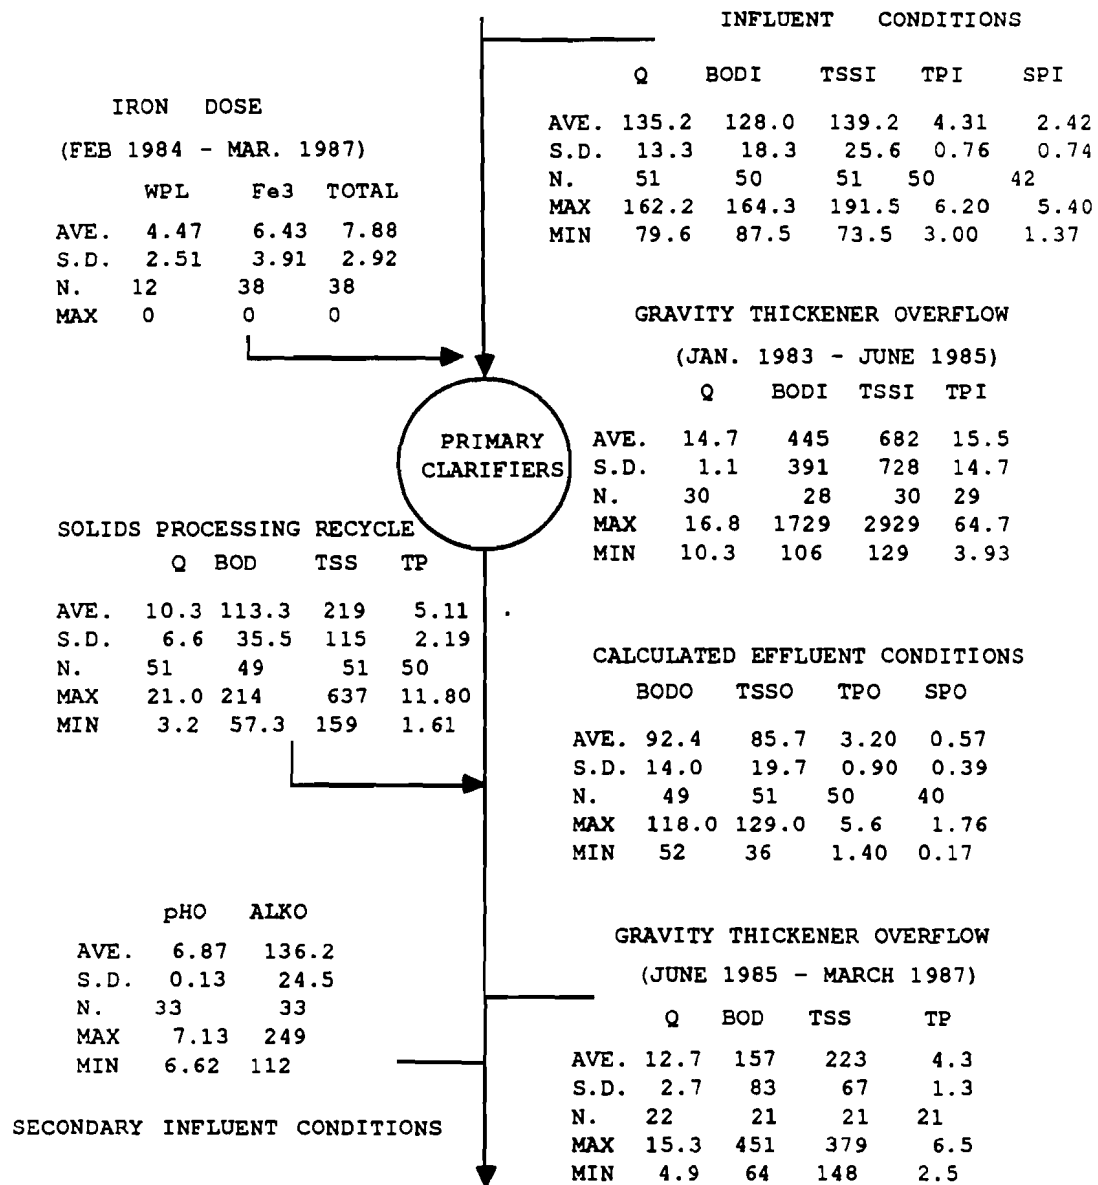 INFLUENT CONDITIONS
Q BODI TSSI TPI SPI
AVE. 135.2 128.0 139.2 4.31 2.42
S.D. 13.3 18.3 25.6 0.76 0.74
N. 51 50 51 50 42
MAX 162.2 164.3 191.5 6.20 5.40
MIN 79.6 87.5 73.5 3.00 1.37
IRON DOSE
(FEB 1984 - MAR. 1987)
WPL Fe3 TOTAL
AVE. 4.47 6.43 7.88
S.D. 2.51 3.91 2.92
N. 12 38 38
MAX 0 0 0
GRAVITY THICKENER OVERFLOW
(JAN. 1983 - JUNE 1985)
Q BODI TSSI TPI
AVE. 14.7 445 682 15.5
S.D. 1.1 391 728 14.7
N. 30 28 30 29
MAX 16.8 1729 2929 64.7
MIN 10.3 106 129 3.93
PRIMARY
CLARIFIERS
SOLIDS PROCESSING RECYCLE
Q BOD TSS TP
AVE. 10.3 113.3 219 5.11
S.D. 6.6 35.5 115 2.19
N. 51 49 51 50
MAX 21.0 214 637 11.80
MIN 3.2 57.3 159 1.61
CALCULATED EFFLUENT CONDITIONS
BODO TSSO TPO SPO
AVE. 92.4 85.7 3.20 0.57
S.D. 14.0 19.7 0.90 0.39
N. 49 51 50 40
MAX 118.0 129.0 5.6 1.76
MIN 52 36 1.40 0.17
pHO ALKO
AVE. 6.87 136.2
S.D. 0.13 24.5
N. 33 33
MAX 7.13 249
MIN 6.62 112
SECONDARY INFLUENT CONDITIONS
GRAVITY THICKENER OVERFLOW
(JUNE 1985 - MARCH 1987)
Q BOD TSS TP
AVE. 12.7 157 223 4.3
S.D. 2.7 83 67 1.3
N. 22 21 21 21
MAX 15.3 451 379 6.5
MIN 4.9 64 148 2.5